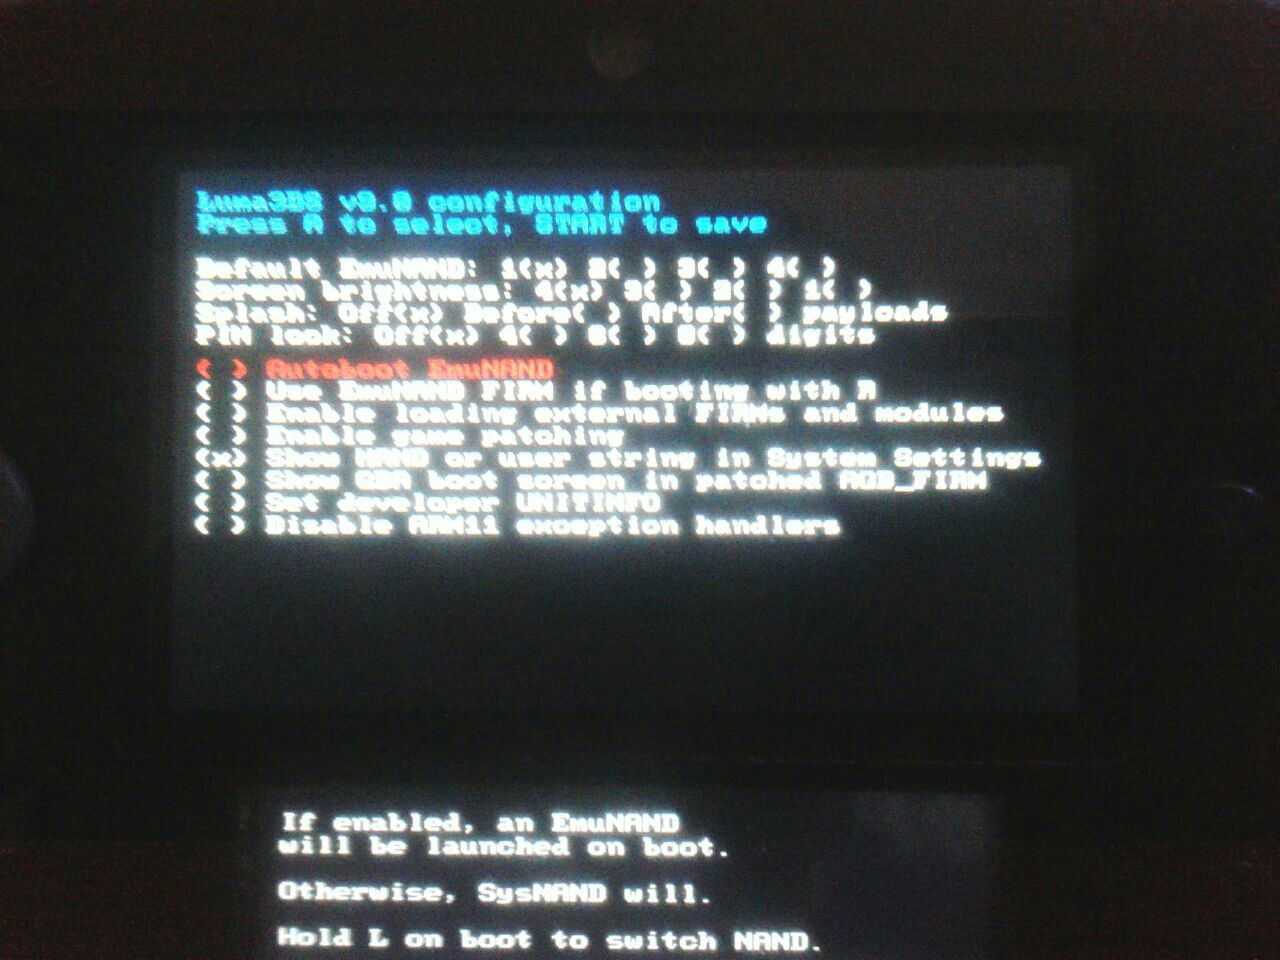 Luma3DS v8.0 configuration
Press A to select, START to save
Default EmuNAND: 1(x) 2( ) 3( ) 4( )
Screen brightness: 4(x) 3( ) 2( ) 1( )
Splash: Off(x) Before( ) After( ) payloads
PIN lock: Off(x) 4( ) 6( ) 8( ) digits
( ) Autoboot EmuNAND
( ) Use EmuNAND FIRM if booting with R
( ) Enable loading external FIRMs and modules
( ) Enable game patching
(x) Show NAND or user string in System Settings
( ) Show GBA boot screen in patched AGB_FIRM
( ) Set developer UNITINFO
( ) Disable ARM11 exception handlers
If enabled, an EmuNAND
will be launched on boot.
Otherwise, SysNAND will.
Hold L on boot to switch NAND.